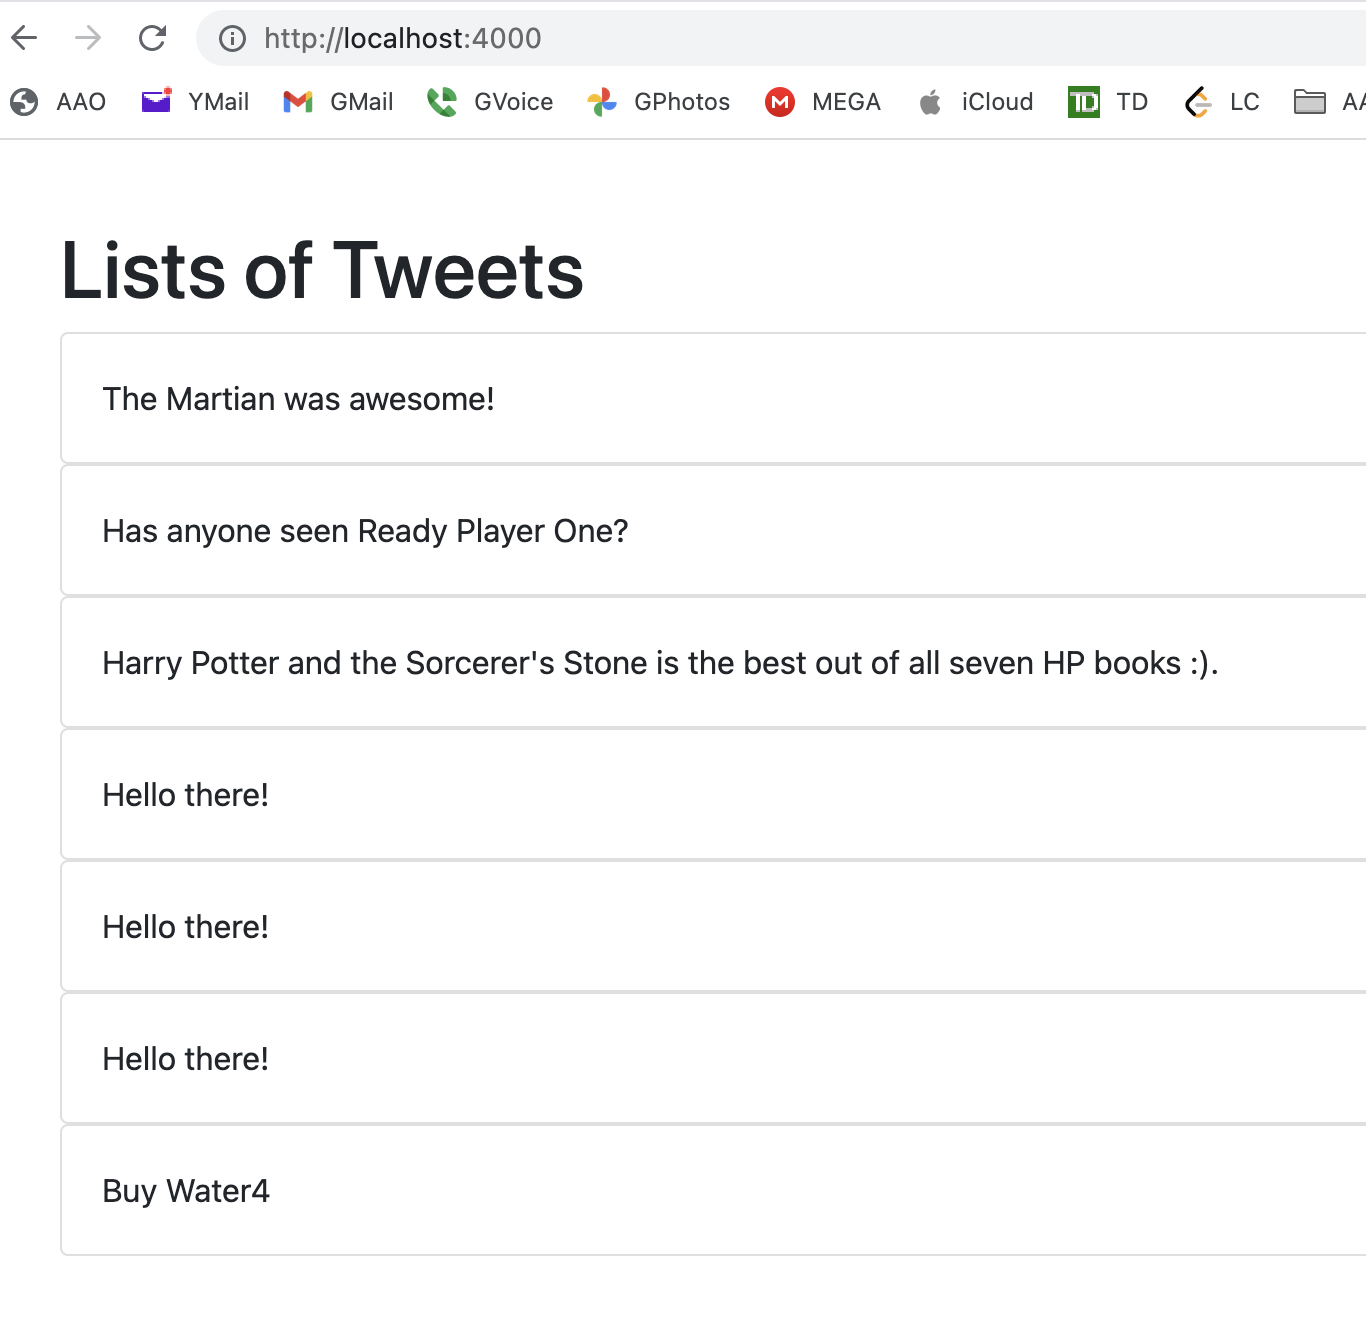 http://localhost:4000
AAO YMail GMail GVoice GPhotos MEGA iCloud TD LC
Lists of Tweets
The Martian was awesome!
Has anyone seen Ready Player One?
Harry Potter and the Sorcerer's Stone is the best out of all seven HP books :).
Hello there!
Hello there!
Hello there!
Buy Water4